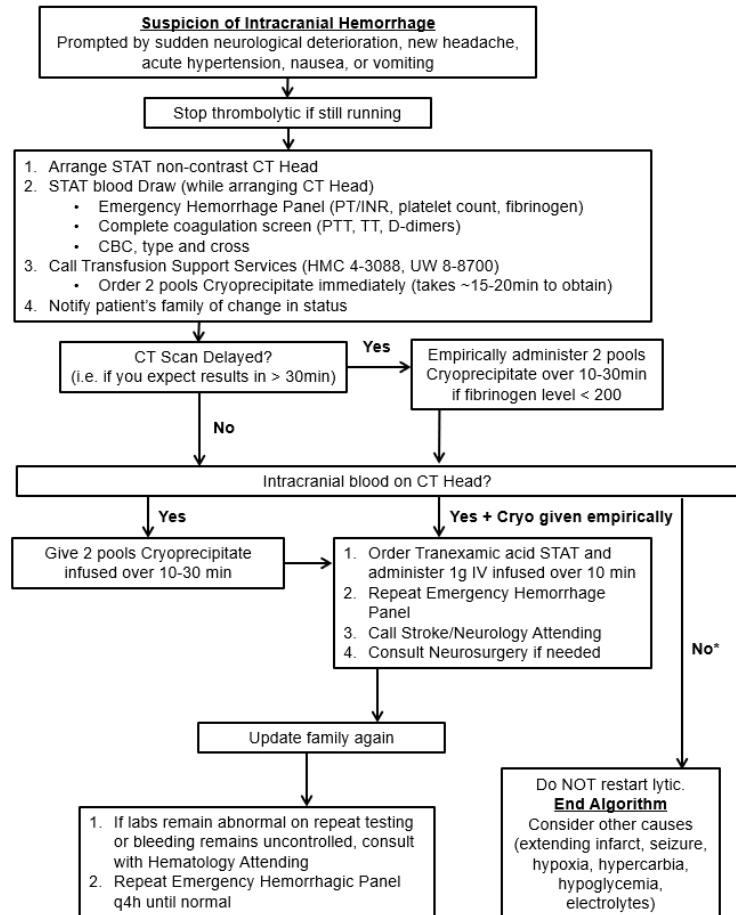 Suspicion of Intracranial Hemorrhage
Prompted by sudden neurological deterioration, new headache,
acute hypertension, nausea, or vomiting
Stop thrombolytic if still running
1. Arrange STAT non-contrast CT Head
2. STAT blood Draw (while arranging CT Head)
• Emergency Hemorrhage Panel (PT/INR, platelet count, fibrinogen)
• Complete coagulation screen (PTT, TT, D-dimers)
• CBC, type and cross
3. Call Transfusion Support Services (HMC 4-3088, UW 8-8700)
• Order 2 pools Cryoprecipitate immediately (takes ~15-20min to obtain)
4. Notify patient's family of change in status
CT Scan Delayed?
(i.e. if you expect results in > 30min)
Yes
Empirically administer 2 pools
Cryoprecipitate over 10-30min
if fibrinogen level < 200
No
Intracranial blood on CT Head?
Yes
Yes + Cryo given empirically
Give 2 pools Cryoprecipitate
infused over 10-30 min
1. Order Tranexamic acid STAT and
administer 1g IV infused over 10 min
2. Repeat Emergency Hemorrhage
Panel
3. Call Stroke/Neurology Attending
4. Consult Neurosurgery if needed
No*
Update family again
1. If labs remain abnormal on repeat testing
or bleeding remains uncontrolled, consult
with Hematology Attending
2. Repeat Emergency Hemorrhagic Panel
q4h until normal
Do NOT restart lytic.
End Algorithm
Consider other causes
(extending infarct, seizure,
hypoxia, hypercarbia,
hypoglycemia,
electrolytes)